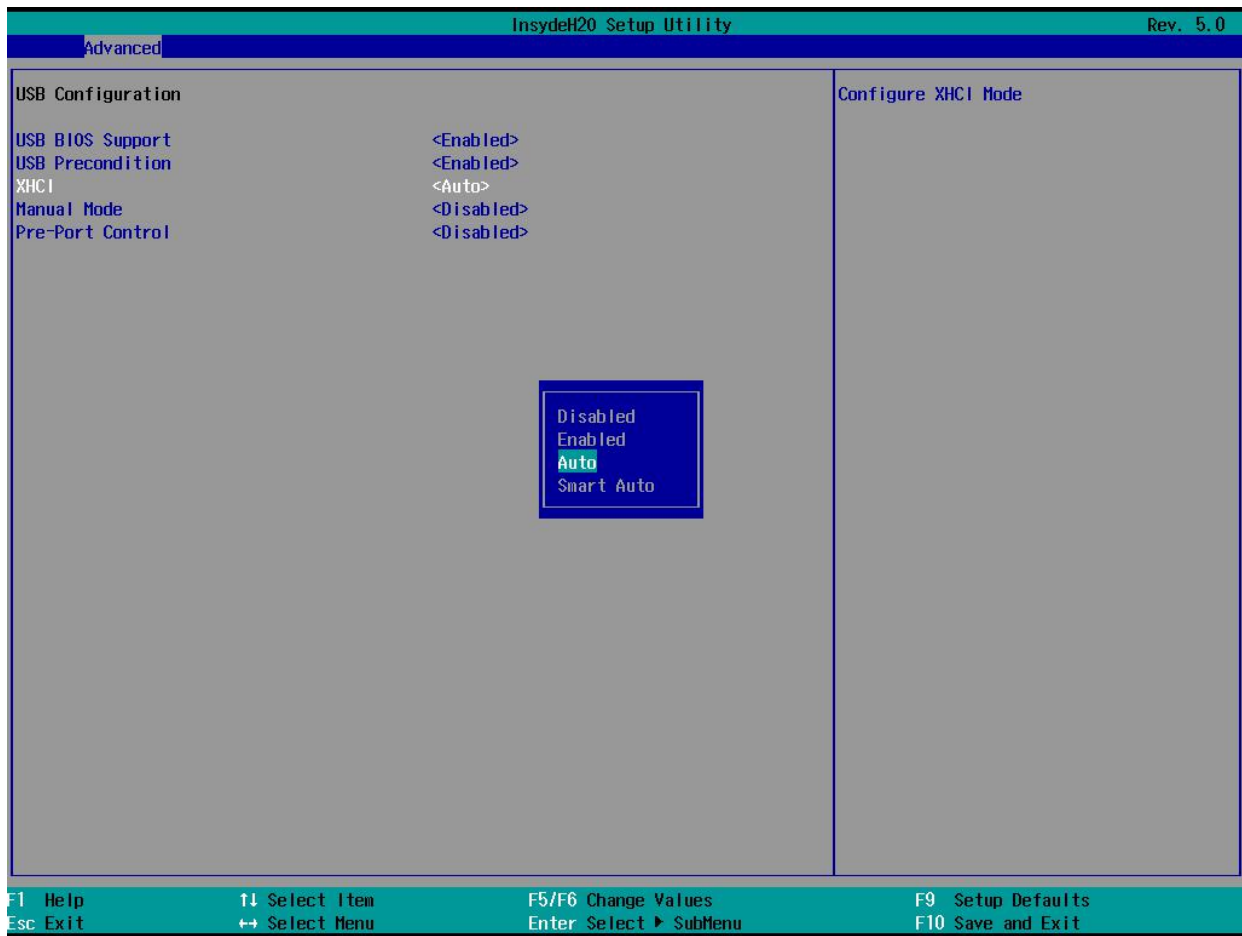 InsydeH20 Setup Utility Rev. 5.0
Advanced
USB Configuration
Configure XHCI Mode
USB BIOS Support <Enabled>
USB Precondition <Enabled>
XHCI <Auto>
Manual Mode <Disabled>
Pre-Port Control <Disabled>
Disabled
Enabled
Auto
Smart Auto
F1 Help ↑↓ Select Item F5/F6 Change Values F9 Setup Defaults
Esc Exit ←→ Select Menu Enter Select ▶ SubMenu F10 Save and Exit